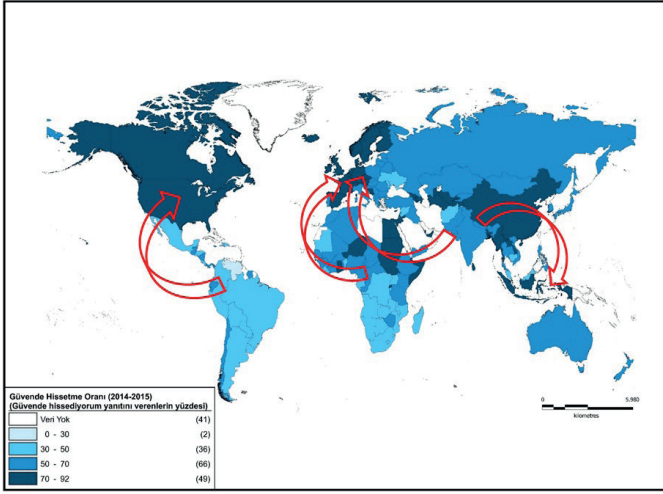 Güvende Hissetme Oranı (2014-2015)
(Güvende hissediyorum yanıtını verenlerin yüzdesi)
Veri Yok (41)
0 - 30 (2)
30 - 50 (36)
50 - 70 (66)
70 - 92 (49)
0 5.980
kilometres